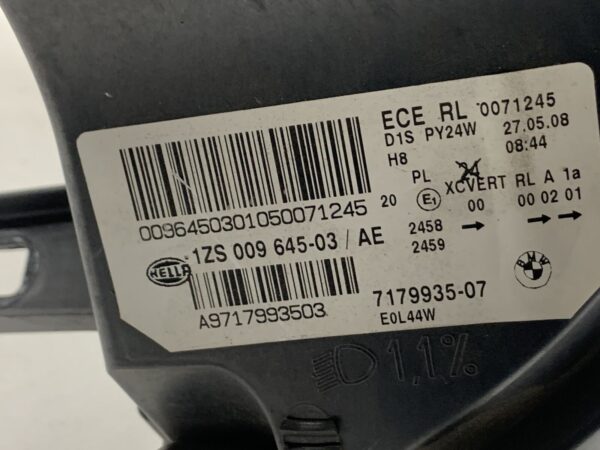 ECE RL 0071245
D1S PY24W 27.05.08
H8 08:44
PL 24
0096450301050071245
20 E1 XCVERT RL A 1a
00 00 02 01
1ZS 009 645-03 / AE
2458 → → →
2459
HELLA
BMW
A9717993503
7179935-07
E0L44W
1,1%